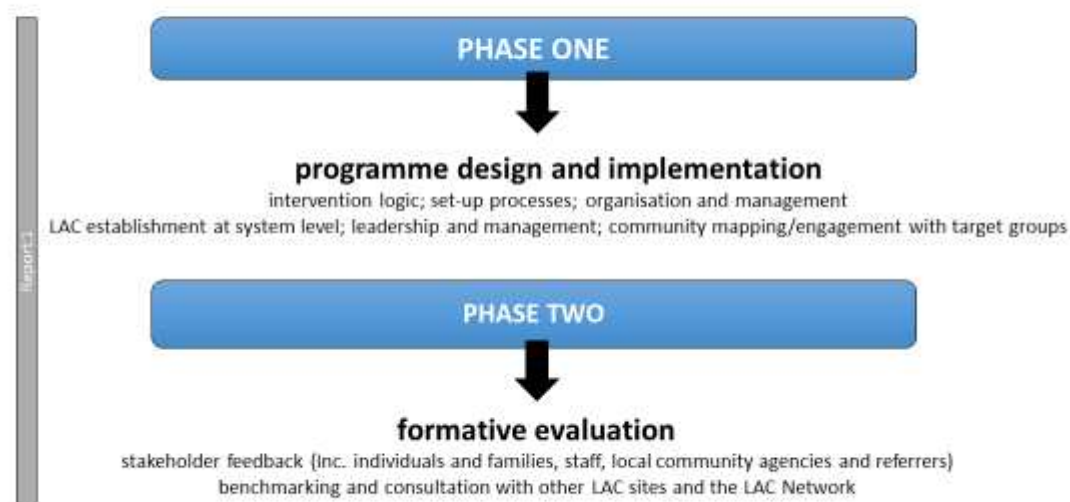 PHASE ONE
programme design and implementation
intervention logic; set-up processes; organisation and management
LAC establishment at system level; leadership and management; community mapping/engagement with target groups
Report 1
PHASE TWO
formative evaluation
stakeholder feedback (Inc. individuals and families, staff, local community agencies and referrers)
benchmarking and consultation with other LAC sites and the LAC Network